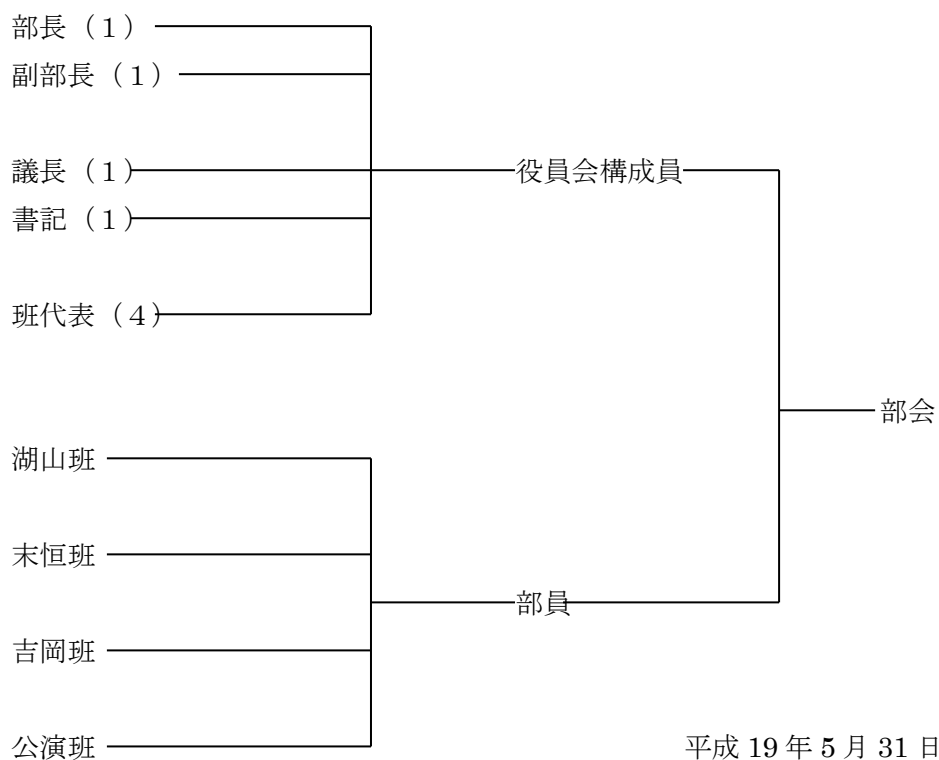 部長（１）
副部長（１）
議長（１）
役員会構成員
書記（１）
班代表（４）
部会
湖山班
末恒班
部員
吉岡班
公演班
平成 19 年 5 月 31 日